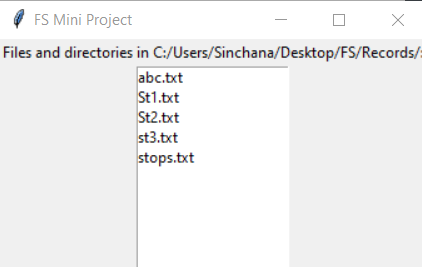 FS Mini Project
Files and directories in C:/Users/Sinchana/Desktop/FS/Records/
abc.txt
St1.txt
St2.txt
st3.txt
stops.txt